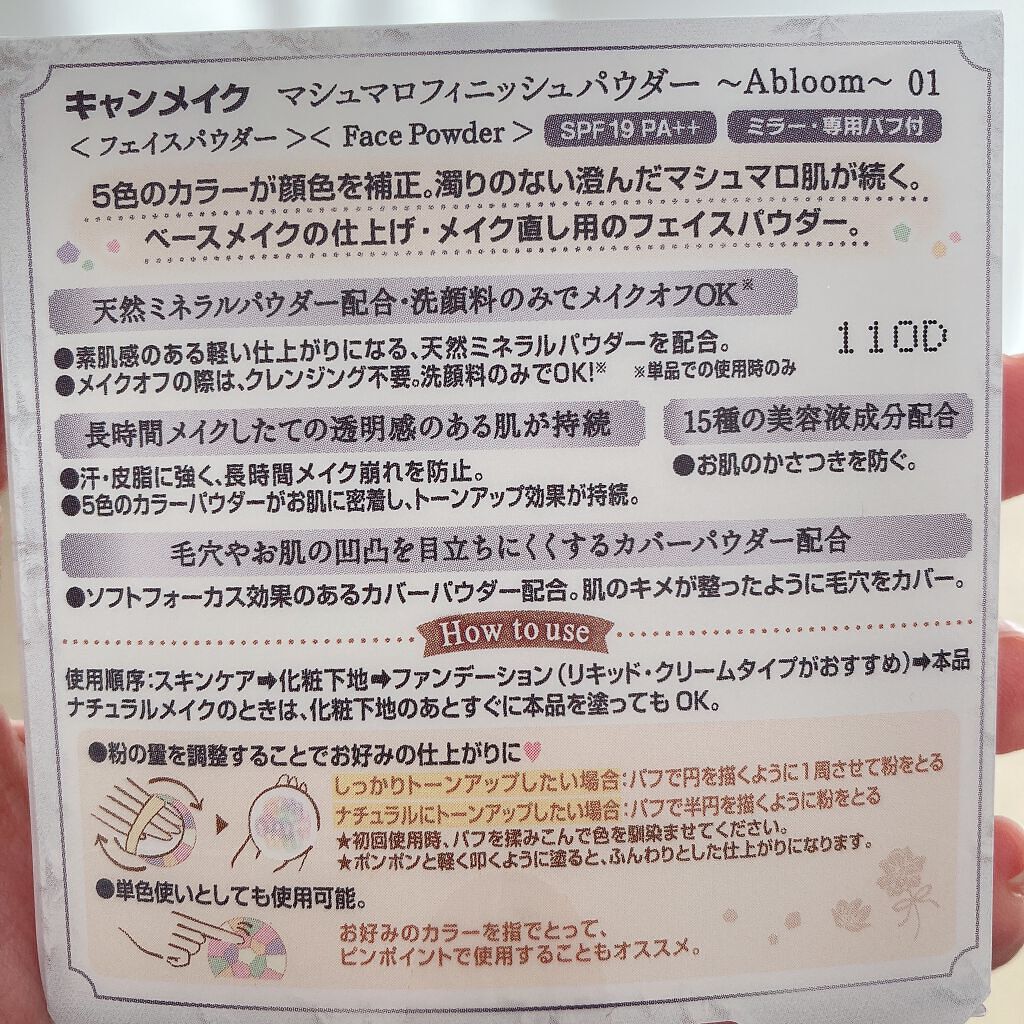 キャンメイク マシュマロフィニッシュパウダー ～Abloom～ 01
＜フェイスパウダー＞＜ Face Powder ＞ SPF19 PA++ ミラー・専用パフ付
5色のカラーが顔色を補正。濁りのない澄んだマシュマロ肌が続く。
ベースメイクの仕上げ・メイク直し用のフェイスパウダー。
天然ミネラルパウダー配合・洗顔料のみでメイクオフOK※
110D
●素肌感のある軽い仕上がりになる、天然ミネラルパウダーを配合。
●メイクオフの際は、クレンジング不要。洗顔料のみでOK!※ ※単品での使用時のみ
長時間メイクしたての透明感のある肌が持続
●汗・皮脂に強く、長時間メイク崩れを防止。
●5色のカラーパウダーがお肌に密着し、トーンアップ効果が持続。
15種の美容液成分配合
●お肌のかさつきを防ぐ。
毛穴やお肌の凹凸を目立ちにくくするカバーパウダー配合
●ソフトフォーカス効果のあるカバーパウダー配合。肌のキメが整ったように毛穴をカバー。
How to use
使用順序:スキンケア➡化粧下地➡ファンデーション(リキッド・クリームタイプがおすすめ)➡本品
ナチュラルメイクのときは、化粧下地のあとすぐに本品を塗ってもOK。
●粉の量を調整することでお好みの仕上がりに♥
しっかりトーンアップしたい場合:パフで円を描くように1周させて粉をとる
ナチュラルにトーンアップしたい場合:パフで半円を描くように粉をとる
★初回使用時、パフを揉みこんで色を馴染ませてください。
★ポンポンと軽く叩くように塗ると、ふんわりとした仕上がりになります。
●単色使いとしても使用可能。
お好みのカラーを指でとって、
ピンポイントで使用することもオススメ。